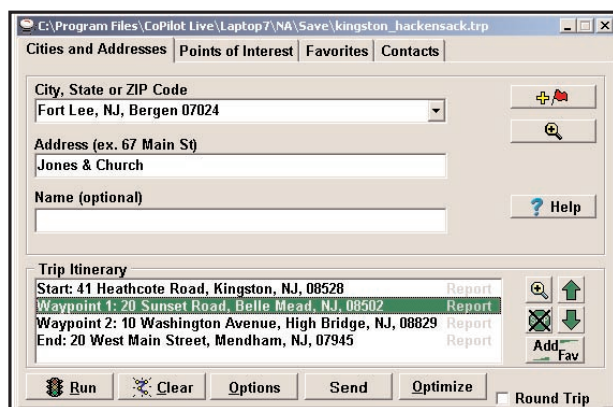 C:\Program Files\CoPilot Live\Laptop7\NA\Save\kingston_hackensack.trp
Cities and Addresses Points of Interest Favorites Contacts
City, State or ZIP Code
Fort Lee, NJ, Bergen 07024
Address (ex. 67 Main St)
Jones & Church
Name (optional)
? Help
Trip Itinerary
Start: 41 Heathcote Road, Kingston, NJ, 08528 Report
Waypoint 1: 20 Sunset Road, Belle Mead, NJ, 08502 Report
Waypoint 2: 10 Washington Avenue, High Bridge, NJ, 08829 Report
End: 20 West Main Street, Mendham, NJ, 07945 Report
Add Fav
Run Clear Options Send Optimize Round Trip